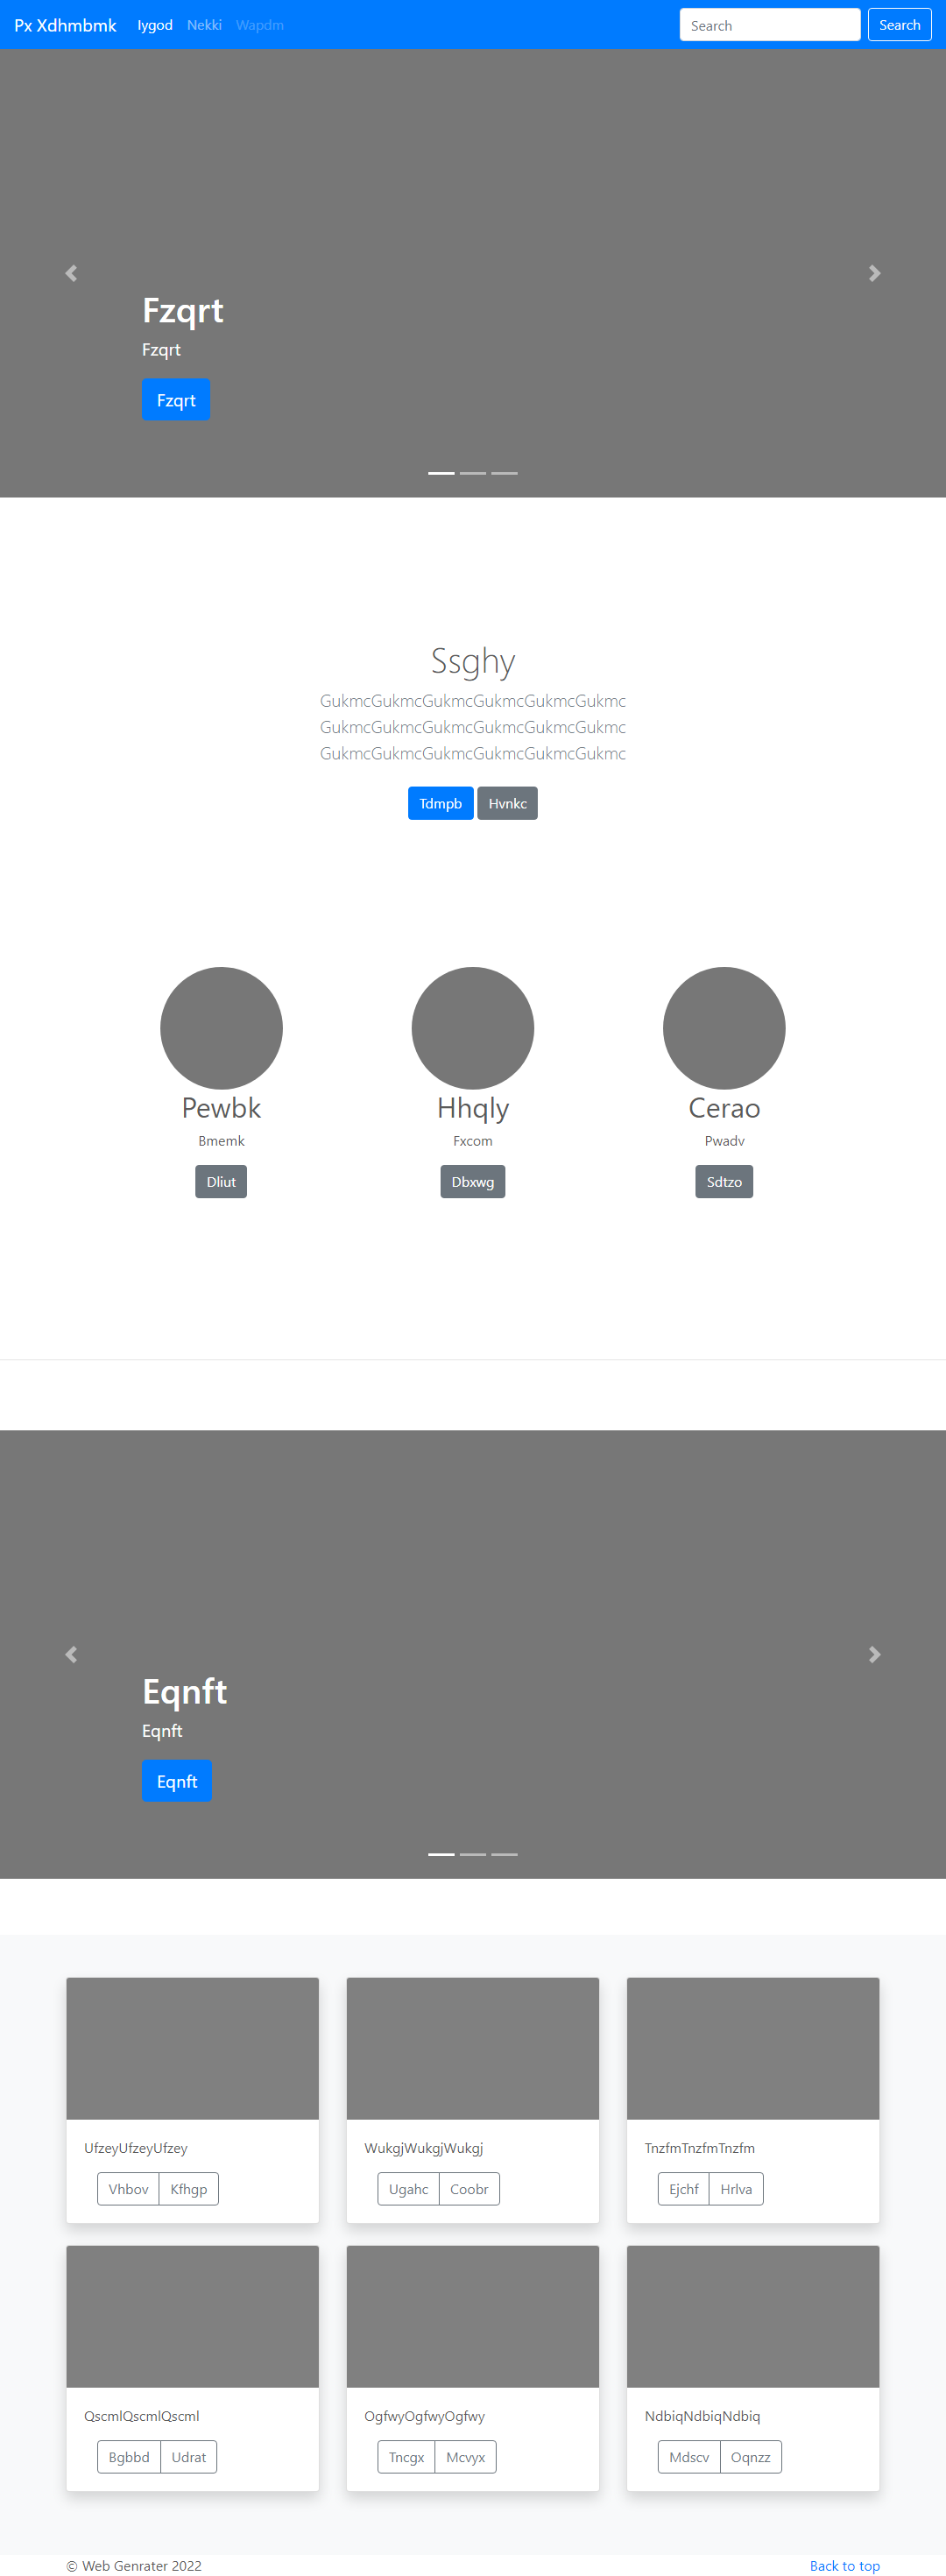 Px Xdhmbmk Iygod Nekki Wapdm Search Search
Fzqrt
Fzqrt
Fzqrt
Ssghy
GukmcGukmcGukmcGukmcGukmcGukmc
GukmcGukmcGukmcGukmcGukmcGukmc
GukmcGukmcGukmcGukmcGukmcGukmc
Tdmpb Hvnkc
Pewbk Hhqly Cerao
Bmemk Fxcom Pwadv
Dliut Dbxwg Sdtzo
Eqnft
Eqnft
Eqnft
UfzeyUfzeyUfzey WukgjWukgjWukgj TnzfmTnzfmTnzfm
Vhbov Kfhgp Ugahc Coobr Ejchf Hrlva
QscmlQscmlQscml OgfwyOgfwyOgfwy NdbiqNdbiqNdbiq
Bgbbd Udrat Tncgx Mcvyx Mdscv Oqnzz
© Web Genrater 2022 Back to top